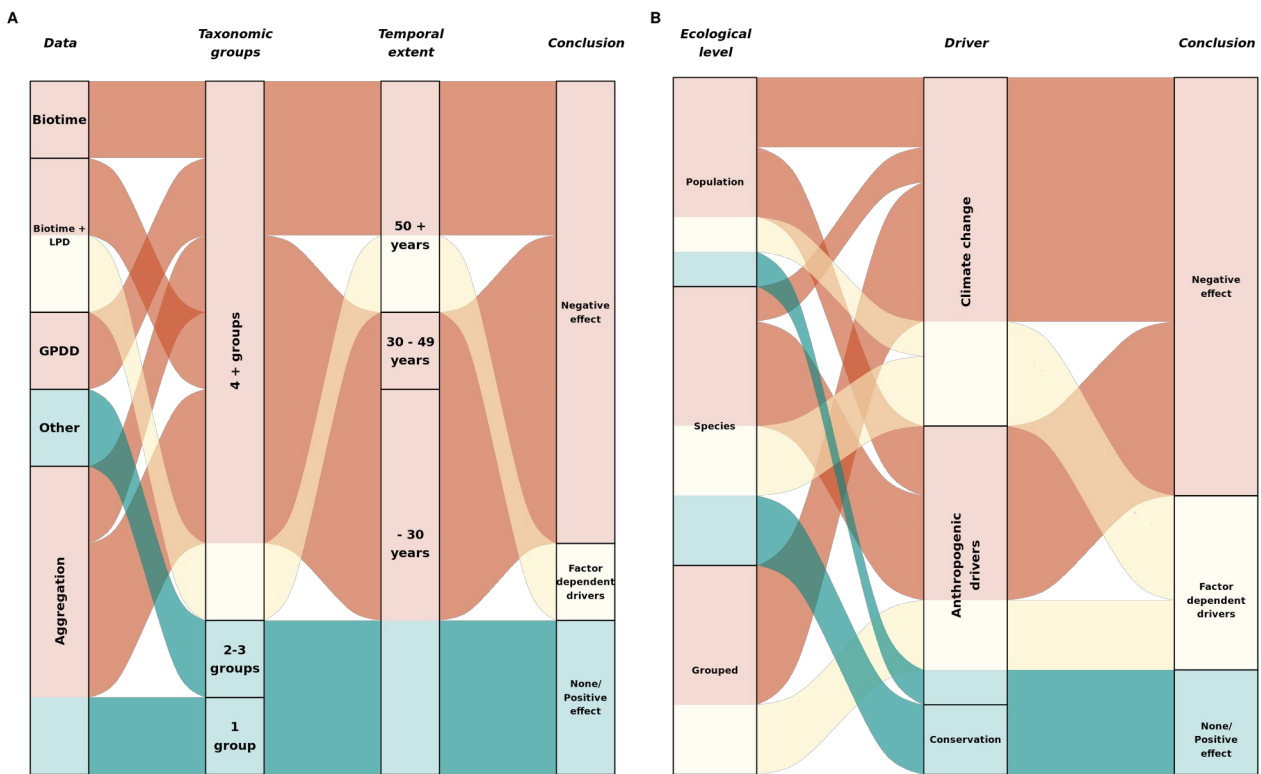 A
Data
Taxonomic
groups
Temporal
extent
Conclusion
Biotime
Biotime +
LPD
GPDD
Other
Aggregation
4 + groups
2-3
groups
1
group
50 +
years
30 - 49
years
- 30
years
Negative
effect
Factor
dependent
drivers
None/
Positive
effect
B
Ecological
level
Driver
Conclusion
Population
Species
Grouped
Climate change
Anthropogenic
drivers
Conservation
Negative
effect
Factor
dependent
drivers
None/
Positive
effect